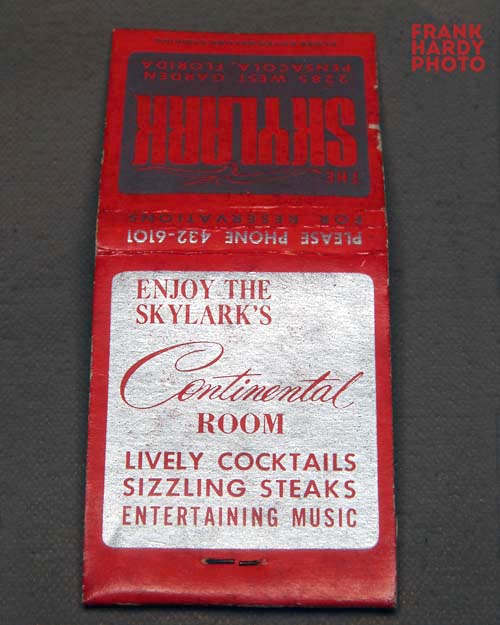 FRANK
HARDY
PHOTO
THE
SKYLARK
2285 WEST GARDEN
PENSACOLA, FLORIDA
PLEASE PHONE 432-6101
FOR RESERVATIONS
ENJOY THE
SKYLARK'S
Continental
ROOM
LIVELY COCKTAILS
SIZZLING STEAKS
ENTERTAINING MUSIC